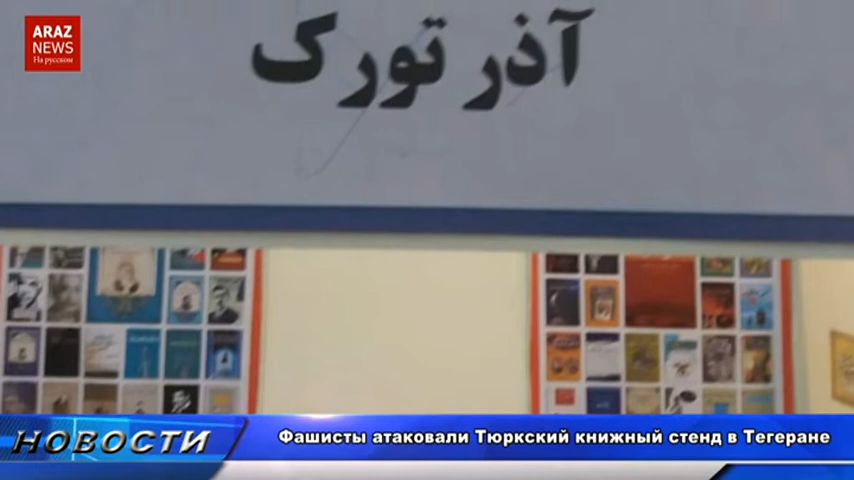 ARAZ
NEWS
На русском
آذر تورک
НОВОСТИ
Фашисты атаковали Тюркский книжный стенд в Тегеране